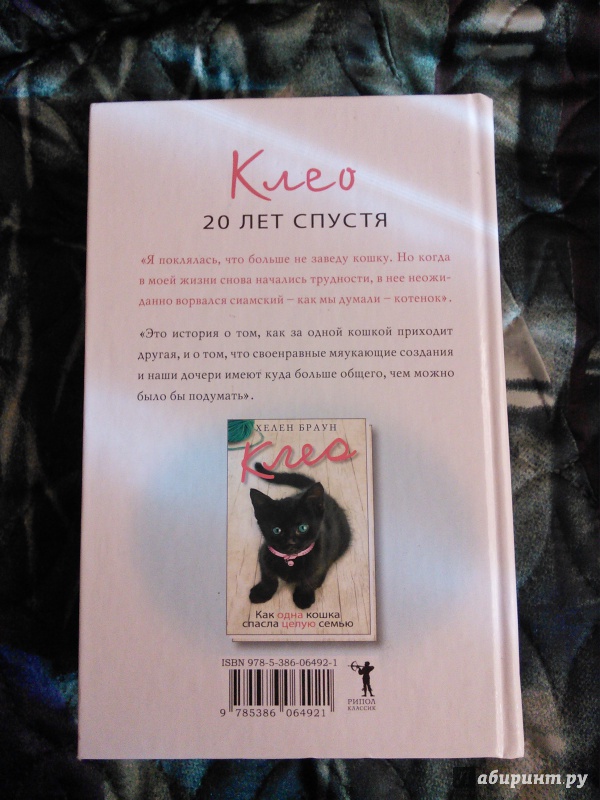 Клео
20 ЛЕТ СПУСТЯ
«Я поклялась, что больше не заведу кошку. Но когда
в моей жизни снова начались трудности, в нее неожи-
данно ворвался сиамский – как мы думали – котенок».
«Это история о том, как за одной кошкой приходит
другая, и о том, что своенравные мяукающие создания
и наши дочери имеют куда больше общего, чем можно
было бы подумать».
ХЕЛЕН БРАУН
Клео
Как одна кошка
спасла целую семью
ISBN 978-5-386-06492-1
9 785386 064921
РИПОЛ
КЛАССИК
абиринт.ру